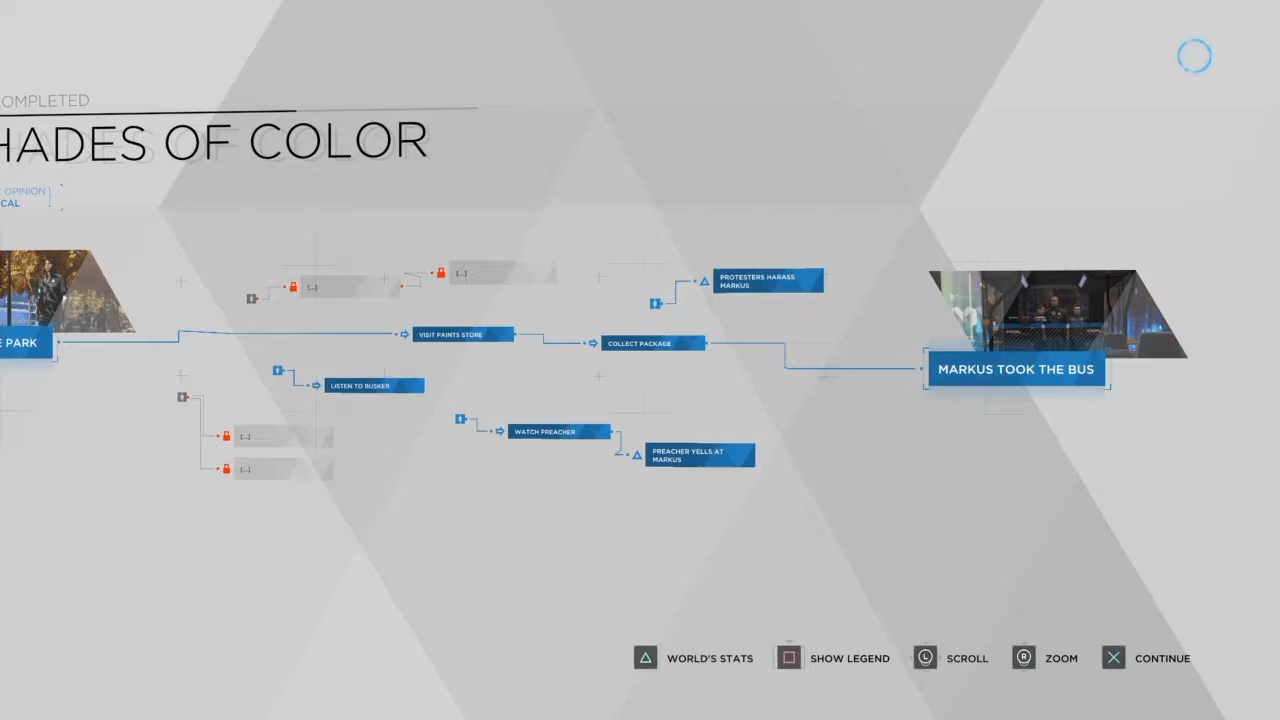 OMPLETED
HADES OF COLOR
C OPINION
CAL
[...]
[...]
PROTESTERS HARASS
MARKUS
E PARK
VISIT PAINTS STORE
COLLECT PACKAGE
MARKUS TOOK THE BUS
LISTEN TO BUSKER
[...]
WATCH PREACHER
PREACHER YELLS AT
MARKUS
[...]
WORLD'S STATS
SHOW LEGEND
L SCROLL
R ZOOM
CONTINUE